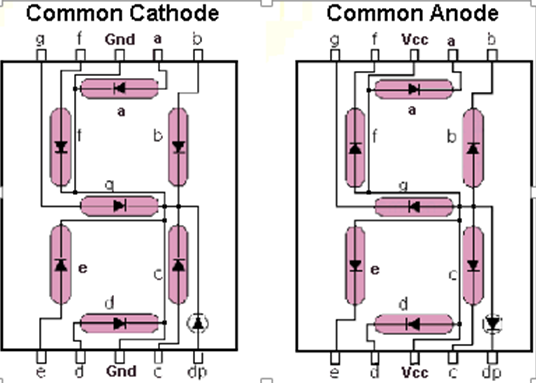 Common Cathode
g f Gnd a b
a
f b
g
e c
d
e d Gnd c dp
Common Anode
g f Vcc a b
a
f b
g
e c
d
e d Vcc c dp